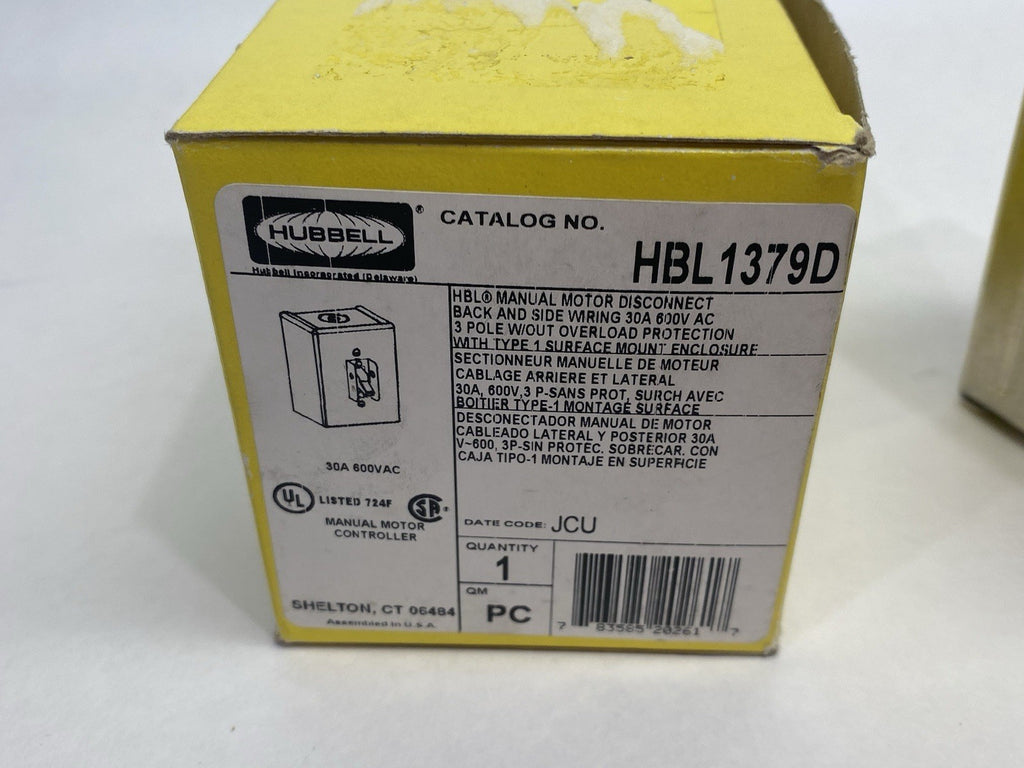 HUBBELL®
Hubbell Incorporated (Delaware)
CATALOG NO.
HBL1379D
HBL® MANUAL MOTOR DISCONNECT
BACK AND SIDE WIRING 30A 600V AC
3 POLE W/OUT OVERLOAD PROTECTION
WITH TYPE 1 SURFACE MOUNT ENCLOSURE
SECTIONNEUR MANUELLE DE MOTEUR
CABLAGE ARRIERE ET LATERAL
30A, 600V,3 P-SANS PROT, SURCH AVEC
BOITIER TYPE-1 MONTAGE SURFACE
DESCONECTADOR MANUAL DE MOTOR
CABLEADO LATERAL Y POSTERIOR 30A
V~600, 3P-SIN PROTEC. SOBRECAR. CON
CAJA TIPO-1 MONTAJE EN SUPERFICIE
30A 600VAC
UL LISTED 724F SA®
MANUAL MOTOR
CONTROLLER
SHELTON, CT 06484
Assembled in U.S.A.
DATE CODE: JCU
QUANTITY
1
QM
PC
7 83585 20261 7